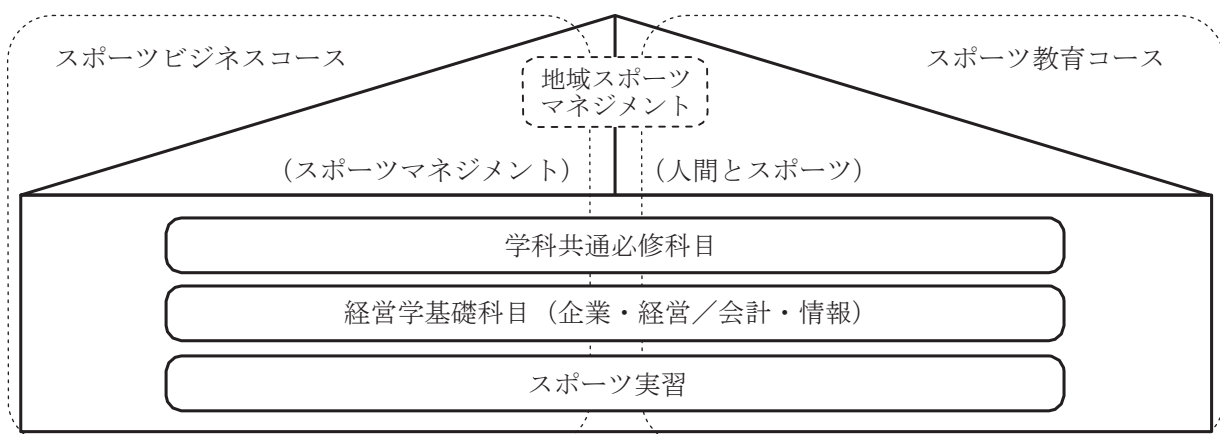 スポーツビジネスコース
スポーツ教育コース
地域スポーツ
マネジメント
（スポーツマネジメント）
（人間とスポーツ）
学科共通必修科目
経営学基礎科目（企業・経営／会計・情報）
スポーツ実習